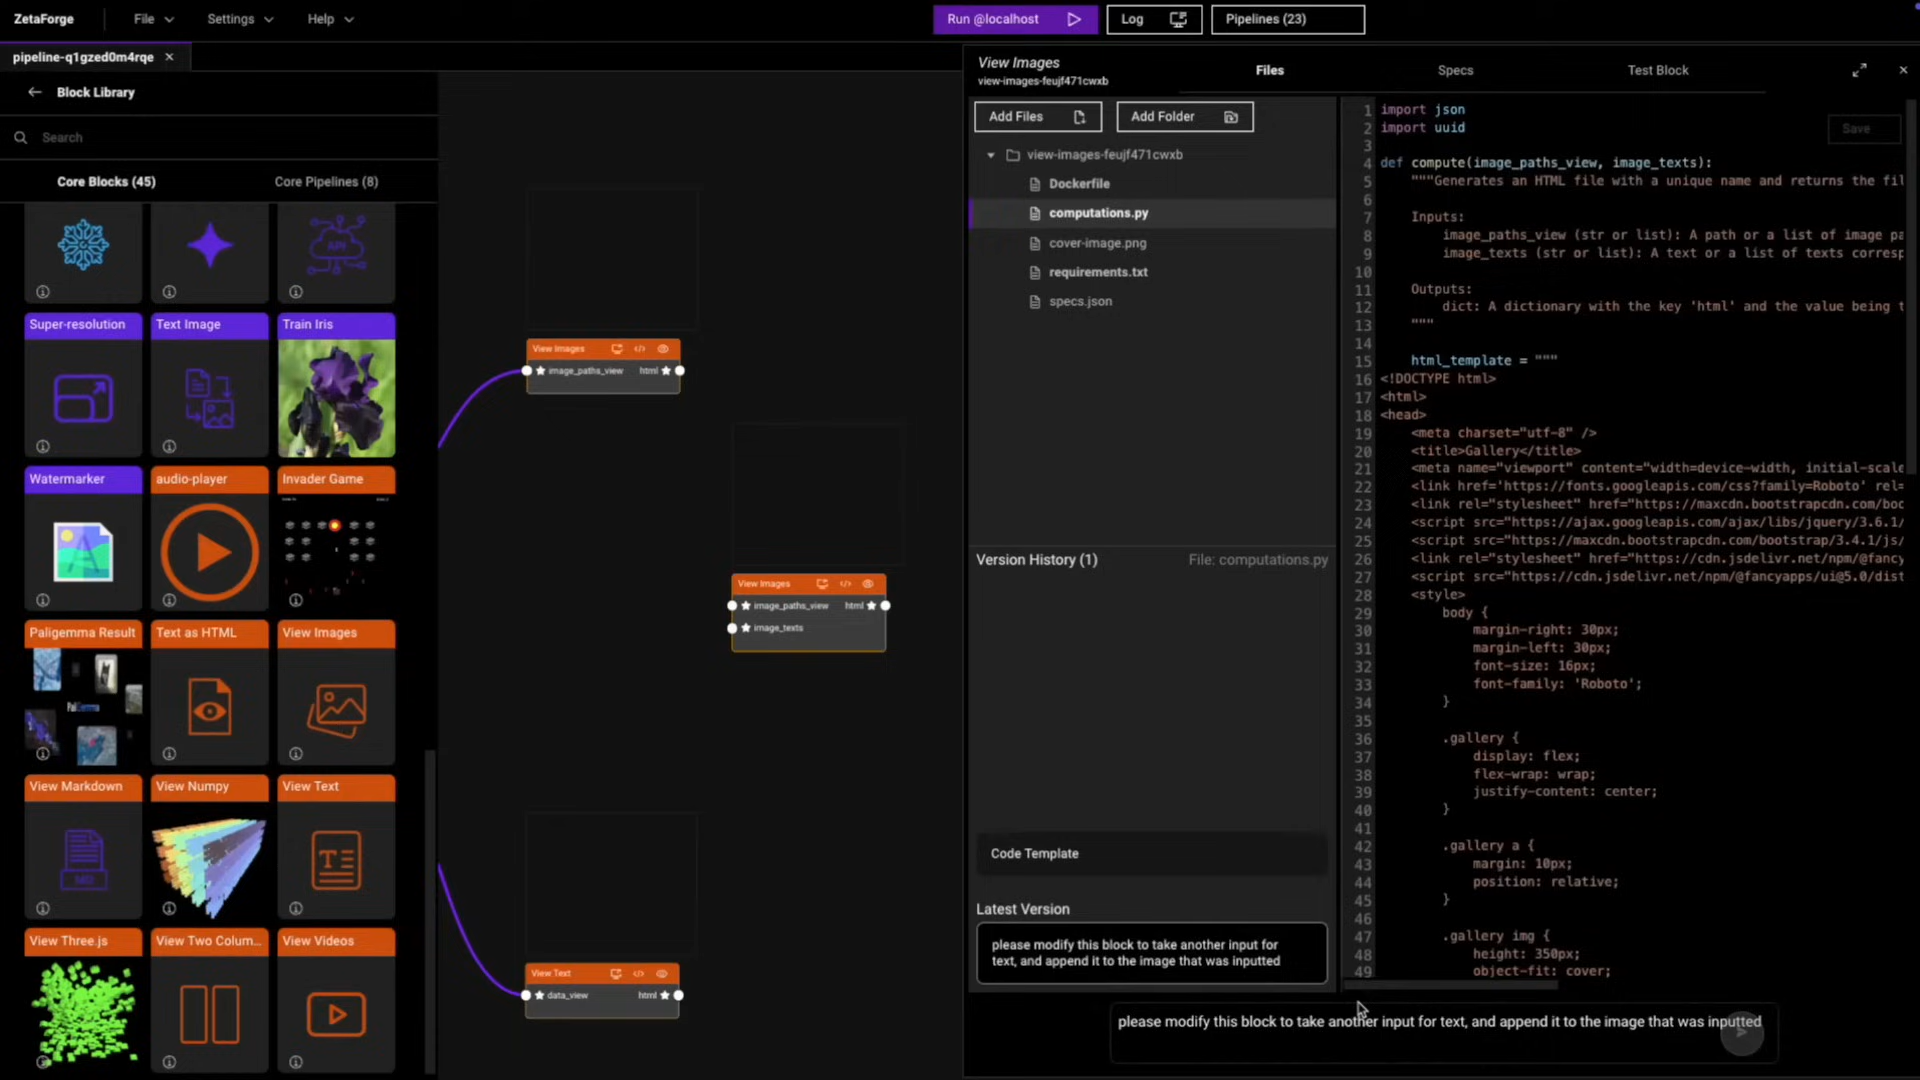 ZetaForge
File
Settings
Help
Run @localhost
Log
Pipelines (23)
pipeline-q1gzed0m4rqe
Block Library
Search
Core Blocks (45)
Core Pipelines (8)
API
Super-resolution
Text Image
Train Iris
Watermarker
audio-player
Invader Game
Paligemma Result
Text as HTML
View Images
View Markdown
View Numpy
View Text
View Three.js
View Two Colum...
View Videos
View Images
image_paths_view
html
View Images
image_paths_view
html
image_texts
View Text
data_view
html
View Images
view-images-feujf471cwxb
Files
Specs
Test Block
Add Files
Add Folder
view-images-feujf471cwxb
Dockerfile
computations.py
cover-image.png
requirements.txt
specs.json
Version History (1)
File: computations.py
Code Template
Latest Version
please modify this block to take another input for
text, and append it to the image that was inputted
Save
1 import json
2 import uuid
3
4 def compute(image_paths_view, image_texts):
5 """Generates an HTML file with a unique name and returns the fil
6
7 Inputs:
8 image_paths_view (str or list): A path or a list of image pa
9 image_texts (str or list): A text or a list of texts corresp
10
11 Outputs:
12 dict: A dictionary with the key 'html' and the value being t
13 """
14
15 html_template = """
16 <!DOCTYPE html>
17 <html>
18 <head>
19 <meta charset="utf-8" />
20 <title>Gallery</title>
21 <meta name="viewport" content="width=device-width, initial-scale
22 <link href='https://fonts.googleapis.com/css?family=Roboto' rel=
23 <link rel="stylesheet" href="https://maxcdn.bootstrapcdn.com/boo
24 <script src="https://ajax.googleapis.com/ajax/libs/jquery/3.6.1/
25 <script src="https://maxcdn.bootstrapcdn.com/bootstrap/3.4.1/js/
26 <link rel="stylesheet" href="https://cdn.jsdelivr.net/npm/@fancy
27 <script src="https://cdn.jsdelivr.net/npm/@fancyapps/ui@5.0/dist
28 <style>
29 body {
30 margin-right: 30px;
31 margin-left: 30px;
32 font-size: 16px;
33 font-family: 'Roboto';
34 }
35
36 .gallery {
37 display: flex;
38 flex-wrap: wrap;
39 justify-content: center;
40 }
41
42 .gallery a {
43 margin: 10px;
44 position: relative;
45 }
46
47 .gallery img {
48 height: 350px;
49 object-fit: cover;
please modify this block to take another input for text, and append it to the image that was inputted